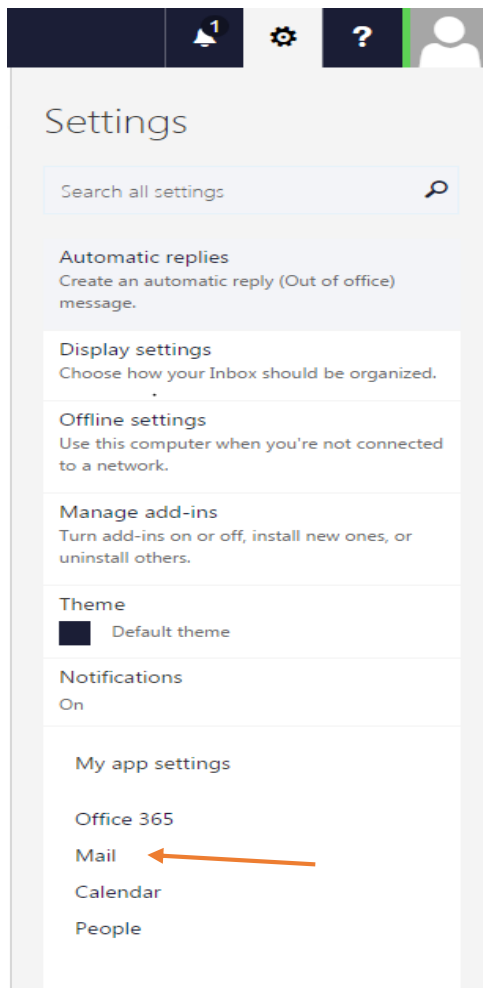 1
?
Settings
Search all settings
Automatic replies
Create an automatic reply (Out of office)
message.
Display settings
Choose how your Inbox should be organized.
Offline settings
Use this computer when you're not connected
to a network.
Manage add-ins
Turn add-ins on or off, install new ones, or
uninstall others.
Theme
Default theme
Notifications
On
My app settings
Office 365
Mail
Calendar
People